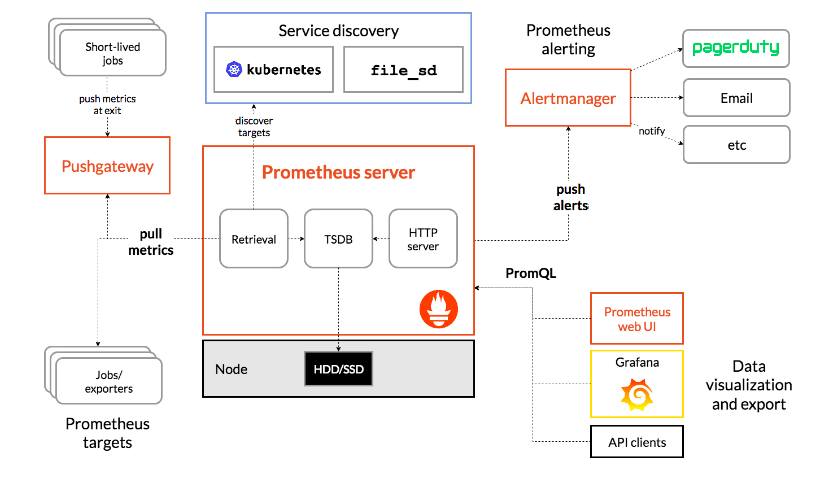 Short-lived
jobs
push metrics
at exit
Pushgateway
Service discovery
kubernetes
file_sd
discover
targets
Prometheus
alerting
Alertmanager
pagerduty
Email
notify
etc
Prometheus server
Retrieval
TSDB
HTTP
server
pull
metrics
push
alerts
PromQL
Node
HDD/SSD
Jobs/
exporters
Prometheus
targets
Prometheus
web UI
Grafana
API clients
Data
visualization
and export